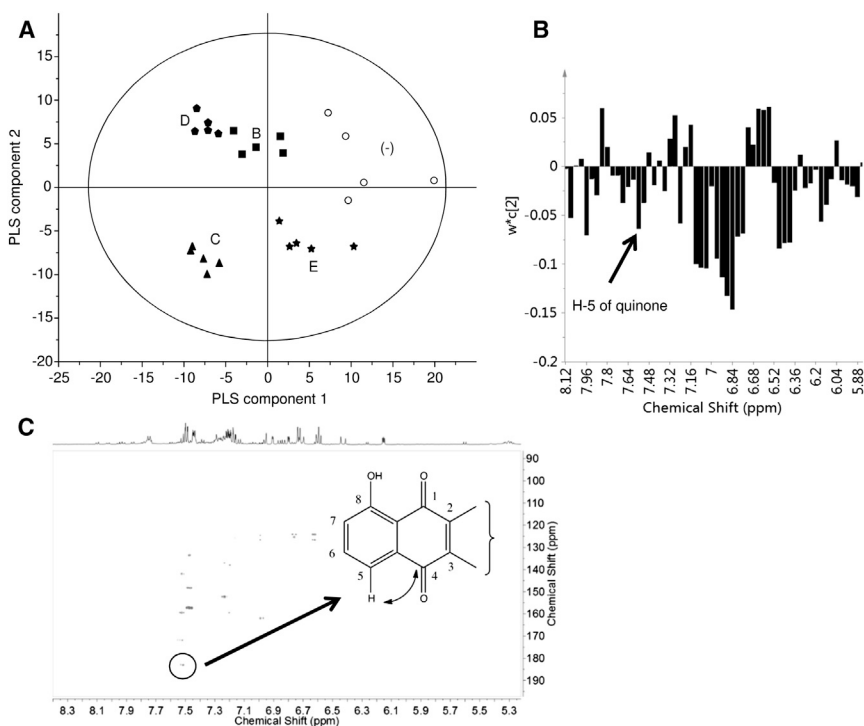 A
PLS component 2
15
10
5
0
-5
-10
-15
-20
-25 -20 -15 -10 -5 0 5 10 15 20
PLS component 1
D
B
(-)
C
E
B
w*c[2]
0.05
0
-0.05
-0.1
-0.15
-0.2
H-5 of quinone
8.12 7.96 7.8 7.64 7.48 7.32 7.16 7 6.84 6.68 6.52 6.36 6.2 6.04 5.88
Chemical Shift (ppm)
C
OH O
8 1
7 2
6 3
5 4
H O
90
100
110
120
130
140
150
160
170
180
190
Chemical Shift (ppm)
8.3 8.1 7.9 7.7 7.5 7.3 7.1 6.9 6.7 6.5 6.3 6.1 5.9 5.7 5.5 5.3
Chemical Shift (ppm)